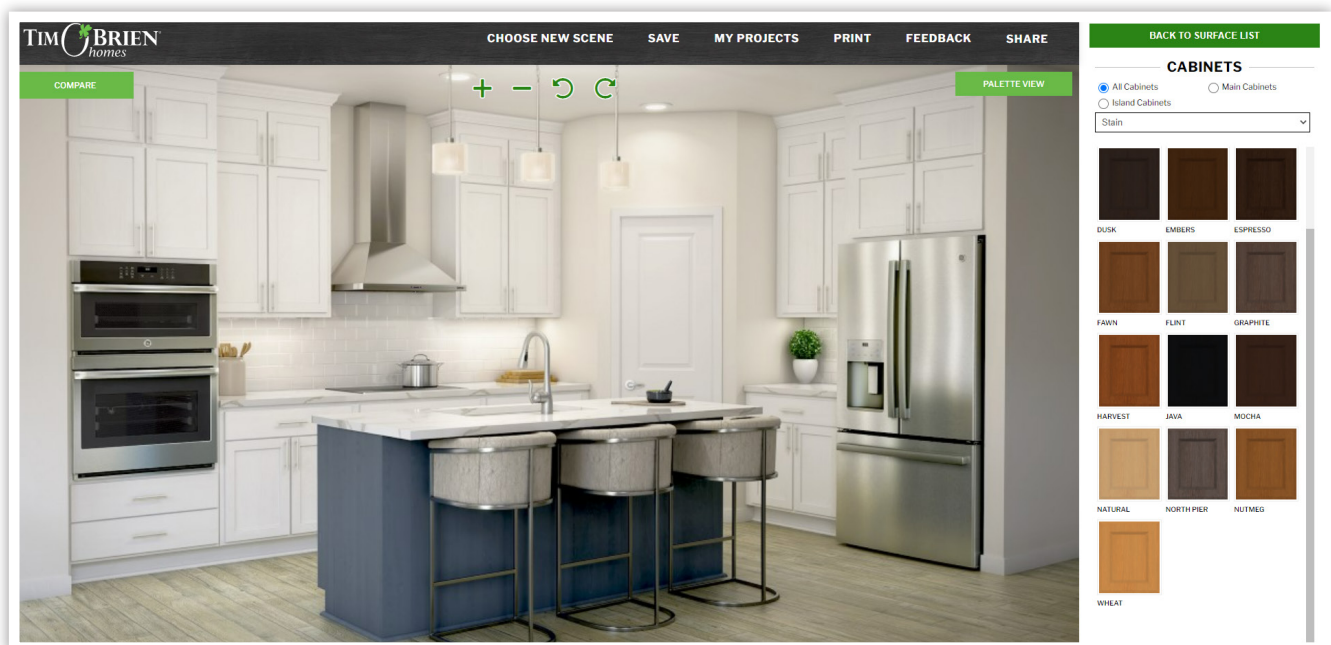 TIM O'BRIEN
homes
CHOOSE NEW SCENE SAVE MY PROJECTS PRINT FEEDBACK SHARE
BACK TO SURFACE LIST
COMPARE
PALETTE VIEW
CABINETS
All Cabinets Main Cabinets
Island Cabinets
Stain
DUSK EMBERS ESPRESSO
FAWN FLINT GRAPHITE
HARVEST JAVA MOCHA
NATURAL NORTH PIER NUTMEG
WHEAT